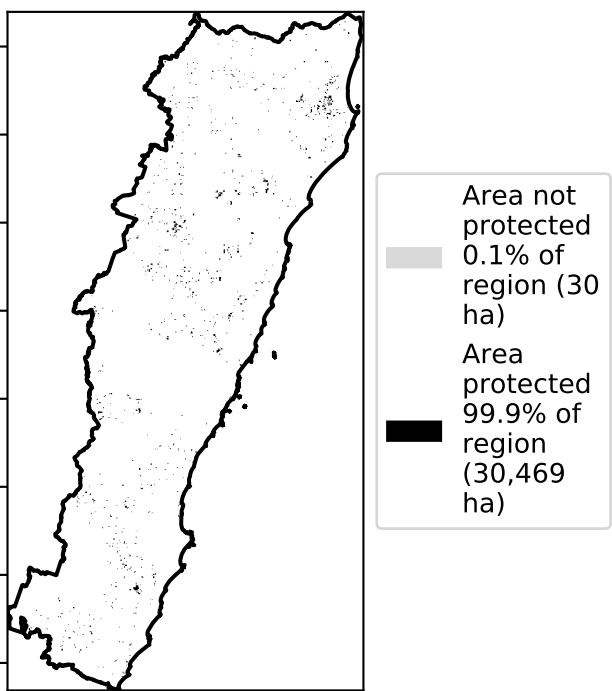 Area not
protected
0.1% of
region (30
ha)
Area
protected
99.9% of
region
(30,469
ha)